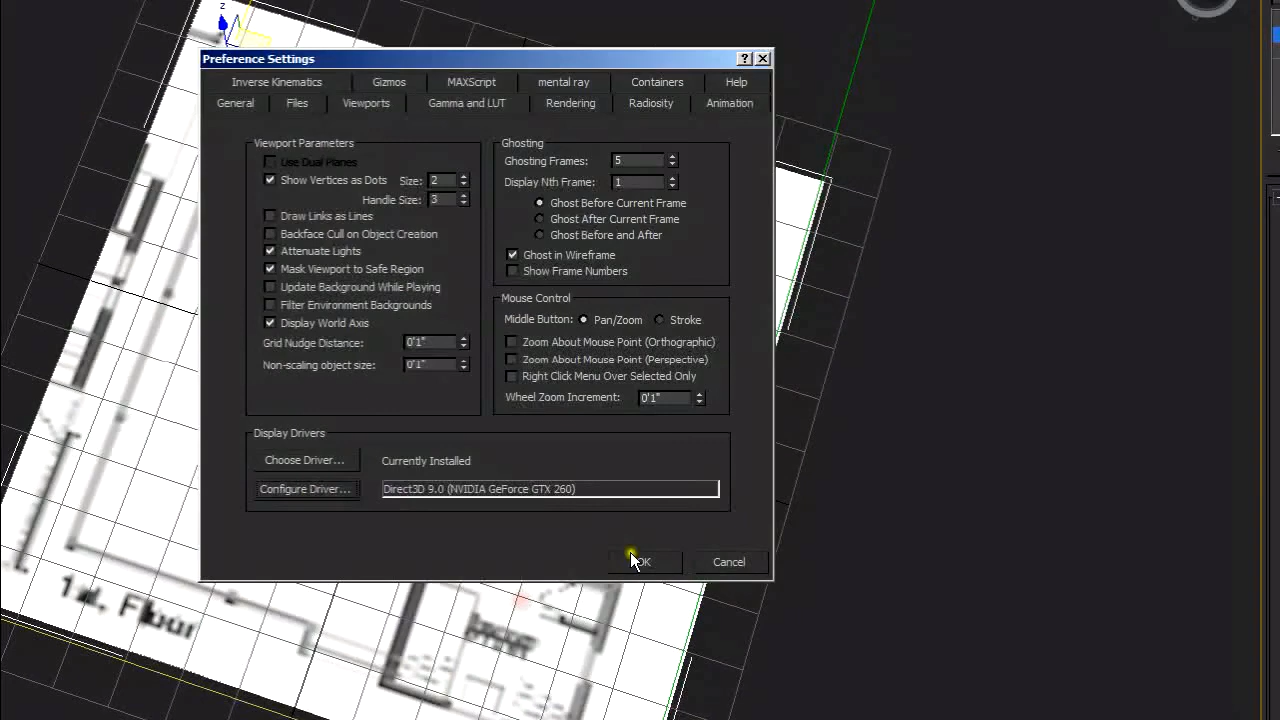 z
Preference Settings
Inverse Kinematics Gizmos MAXScript mental ray Containers Help
General Files Viewports Gamma and LUT Rendering Radiosity Animation
Viewport Parameters
Use Dual Planes
Show Vertices as Dots Size: 2
Handle Size: 3
Draw Links as Lines
Backface Cull on Object Creation
Attenuate Lights
Mask Viewport to Safe Region
Update Background While Playing
Filter Environment Backgrounds
Display World Axis
Grid Nudge Distance: 0'1"
Non-scaling object size: 0'1"
Ghosting
Ghosting Frames: 5
Display Nth Frame: 1
Ghost Before Current Frame
Ghost After Current Frame
Ghost Before and After
Ghost in Wireframe
Show Frame Numbers
Mouse Control
Middle Button: Pan/Zoom Stroke
Zoom About Mouse Point (Orthographic)
Zoom About Mouse Point (Perspective)
Right Click Menu Over Selected Only
Wheel Zoom Increment: 0'1"
Display Drivers
Choose Driver... Currently Installed
Configure Driver... Direct3D 9.0 (NVIDIA GeForce GTX 260)
OK Cancel
1st. Floor